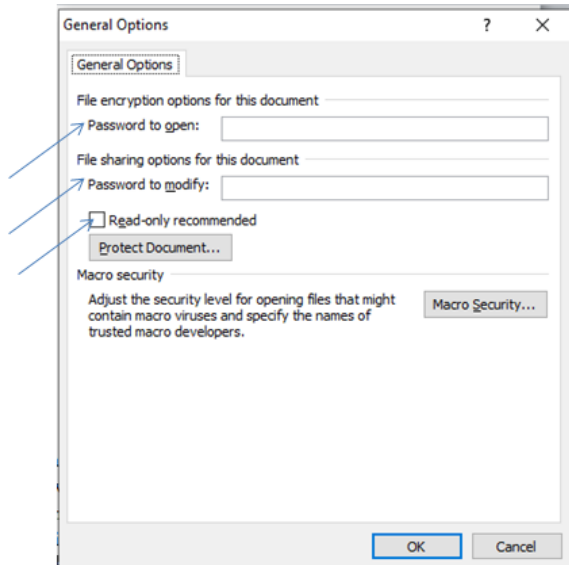 General Options ?
General Options
File encryption options for this document
Password to open:
File sharing options for this document
Password to modify:
Read-only recommended
Protect Document...
Macro security
Adjust the security level for opening files that might
contain macro viruses and specify the names of
trusted macro developers.
Macro Security...
OK Cancel